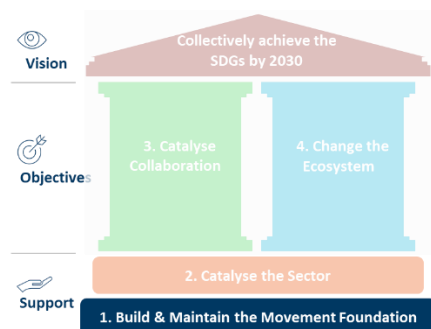 Vision
Collectively achieve the
SDGs by 2030
Objectives
3. Catalyse
Collaboration
4. Change the
Ecosystem
Support
2. Catalyse the Sector
1. Build & Maintain the Movement Foundation